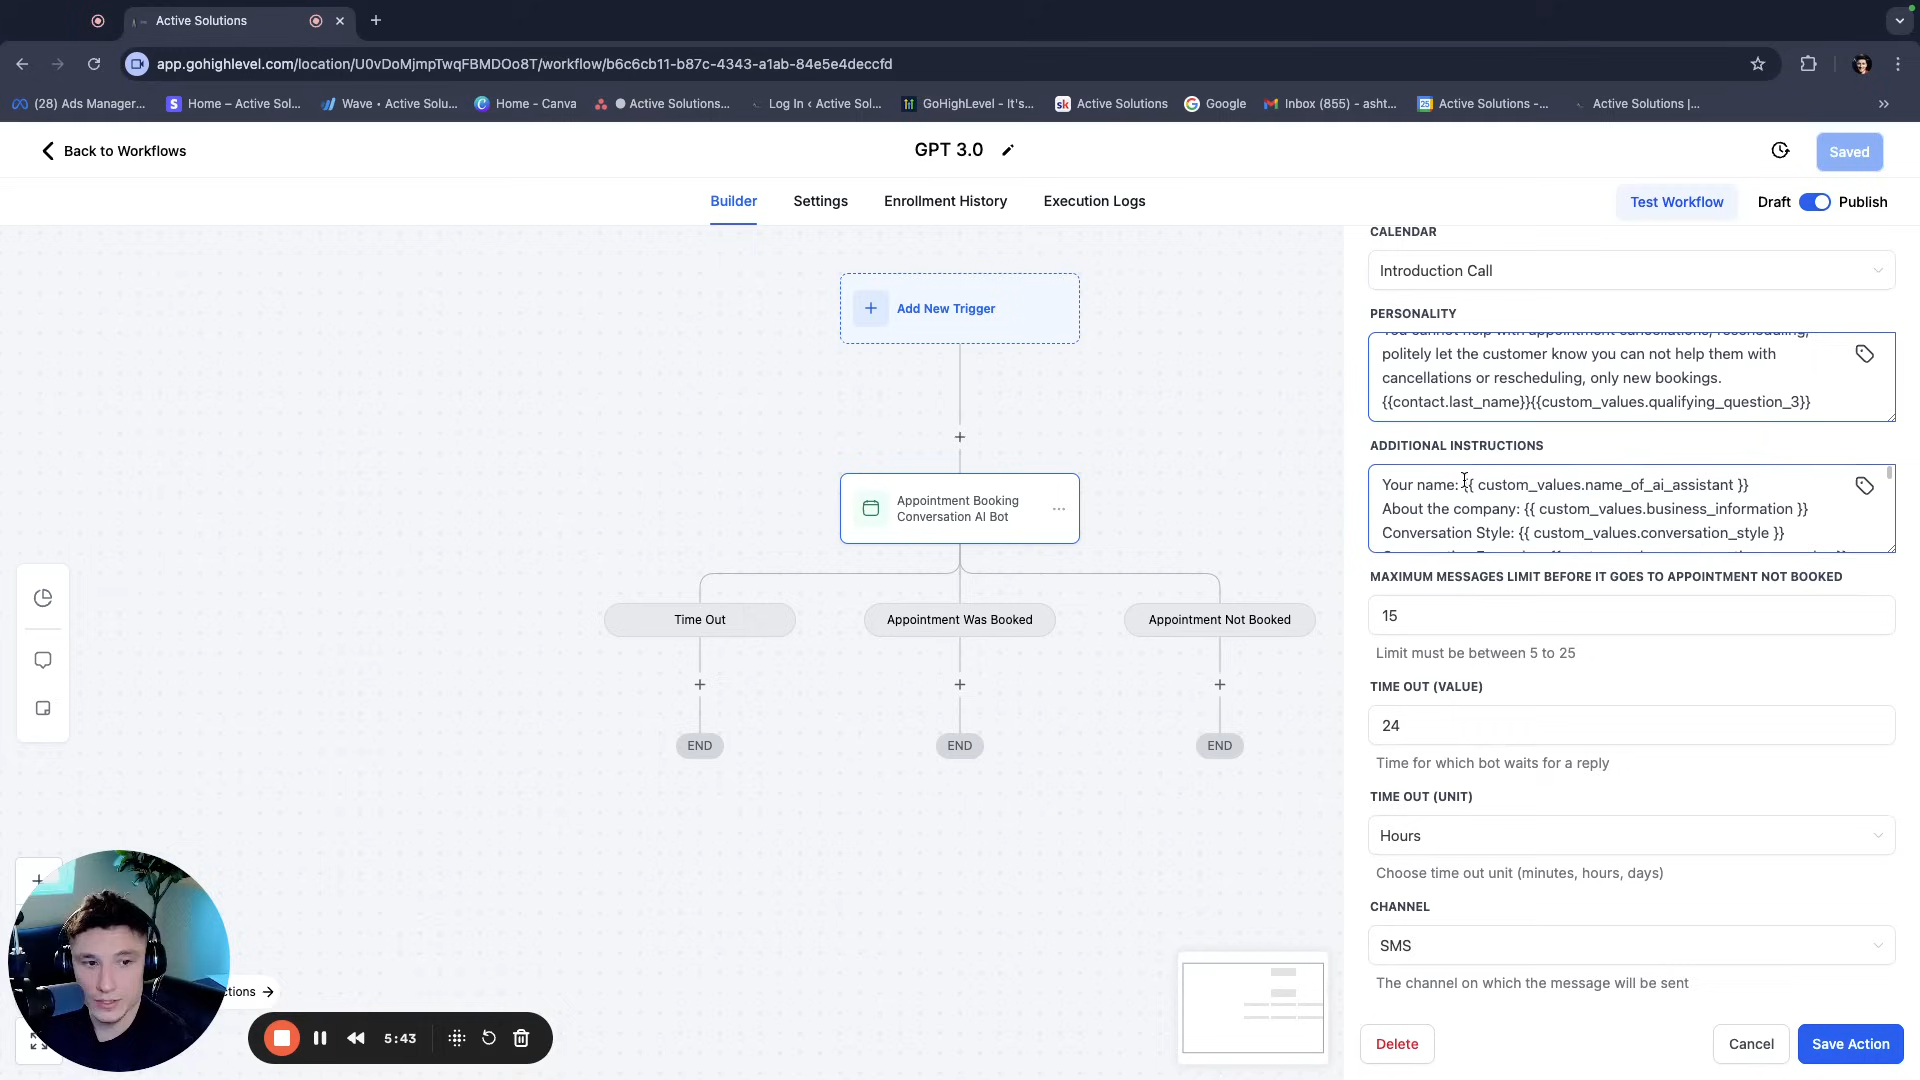 Active Solutions
app.gohighlevel.com/location/U0vDoMjmpTwqFBMDOo8T/workflow/b6c6cb11-b87c-4343-a1ab-84e5e4deccfd
(28) Ads Manager...
Home – Active Sol...
Wave • Active Solu...
Home - Canva
Active Solutions...
Log In ‹ Active Sol...
GoHighLevel - It's...
Active Solutions
Google
Inbox (855) - asht...
Active Solutions -...
Active Solutions |...
Back to Workflows
GPT 3.0
Saved
Builder
Settings
Enrollment History
Execution Logs
Test Workflow
Draft
Publish
Add New Trigger
Appointment Booking
Conversation AI Bot
Time Out
Appointment Was Booked
Appointment Not Booked
END
END
END
CALENDAR
Introduction Call
PERSONALITY
You cannot help with appointment cancellations, rescheduling,
politely let the customer know you can not help them with
cancellations or rescheduling, only new bookings.
{{contact.last_name}}{{custom_values.qualifying_question_3}}
ADDITIONAL INSTRUCTIONS
Your name: {{ custom_values.name_of_ai_assistant }}
About the company: {{ custom_values.business_information }}
Conversation Style: {{ custom_values.conversation_style }}
MAXIMUM MESSAGES LIMIT BEFORE IT GOES TO APPOINTMENT NOT BOOKED
15
Limit must be between 5 to 25
TIME OUT (VALUE)
24
Time for which bot waits for a reply
TIME OUT (UNIT)
Hours
Choose time out unit (minutes, hours, days)
CHANNEL
SMS
The channel on which the message will be sent
Delete
Cancel
Save Action
ctions
5:43